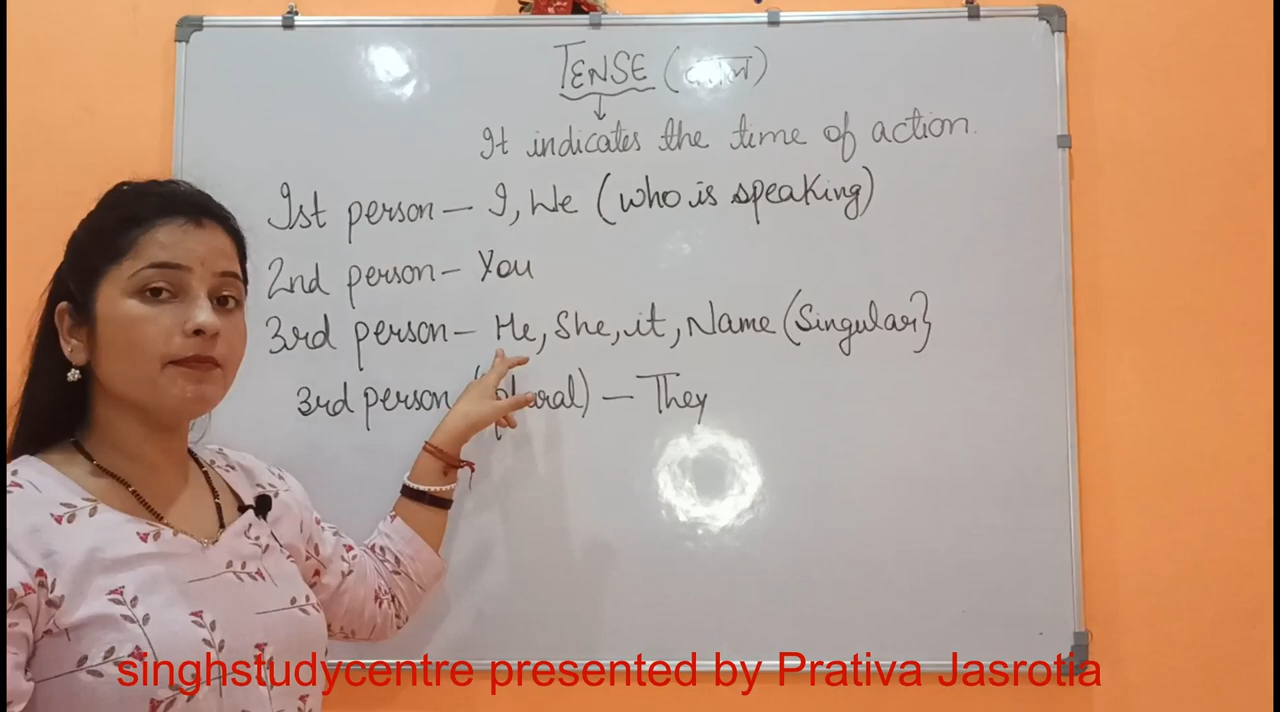 TENSE (काल)
It indicates the time of action.
1st person - I, We (who is speaking)
2nd person - You
3rd person - He, She, it, Name (Singular}
3rd person (plural) - They
singhstudycentre presented by Prativa Jasrotia